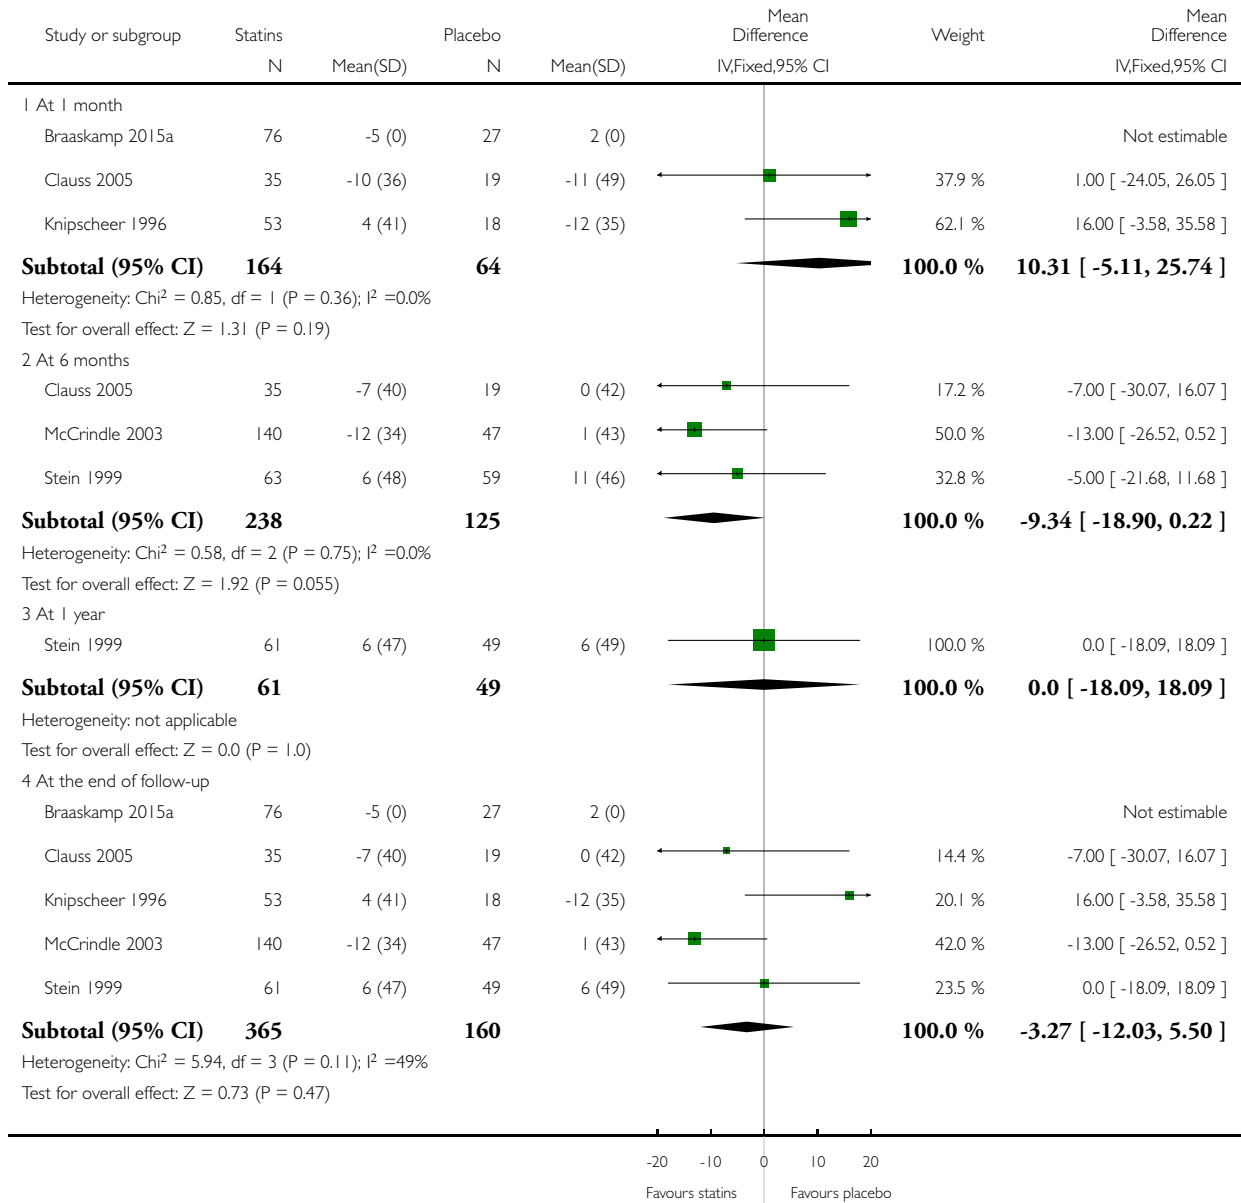 Mean Mean
Study or subgroup Statins Placebo Difference Weight Difference
N Mean(SD) N Mean(SD) IV,Fixed,95% CI IV,Fixed,95% CI
1 At 1 month
Braaskamp 2015a 76 -5 (0) 27 2 (0) Not estimable
Clauss 2005 35 -10 (36) 19 -11 (49) 37.9 % 1.00 [ -24.05, 26.05 ]
Knipscheer 1996 53 4 (41) 18 -12 (35) 62.1 % 16.00 [ -3.58, 35.58 ]
Subtotal (95% CI) 164 64 100.0 % 10.31 [ -5.11, 25.74 ]
Heterogeneity: Chi² = 0.85, df = 1 (P = 0.36); I² =0.0%
Test for overall effect: Z = 1.31 (P = 0.19)
2 At 6 months
Clauss 2005 35 -7 (40) 19 0 (42) 17.2 % -7.00 [ -30.07, 16.07 ]
McCrindle 2003 140 -12 (34) 47 1 (43) 50.0 % -13.00 [ -26.52, 0.52 ]
Stein 1999 63 6 (48) 59 11 (46) 32.8 % -5.00 [ -21.68, 11.68 ]
Subtotal (95% CI) 238 125 100.0 % -9.34 [ -18.90, 0.22 ]
Heterogeneity: Chi² = 0.58, df = 2 (P = 0.75); I² =0.0%
Test for overall effect: Z = 1.92 (P = 0.055)
3 At 1 year
Stein 1999 61 6 (47) 49 6 (49) 100.0 % 0.0 [ -18.09, 18.09 ]
Subtotal (95% CI) 61 49 100.0 % 0.0 [ -18.09, 18.09 ]
Heterogeneity: not applicable
Test for overall effect: Z = 0.0 (P = 1.0)
4 At the end of follow-up
Braaskamp 2015a 76 -5 (0) 27 2 (0) Not estimable
Clauss 2005 35 -7 (40) 19 0 (42) 14.4 % -7.00 [ -30.07, 16.07 ]
Knipscheer 1996 53 4 (41) 18 -12 (35) 20.1 % 16.00 [ -3.58, 35.58 ]
McCrindle 2003 140 -12 (34) 47 1 (43) 42.0 % -13.00 [ -26.52, 0.52 ]
Stein 1999 61 6 (47) 49 6 (49) 23.5 % 0.0 [ -18.09, 18.09 ]
Subtotal (95% CI) 365 160 100.0 % -3.27 [ -12.03, 5.50 ]
Heterogeneity: Chi² = 5.94, df = 3 (P = 0.11); I² =49%
Test for overall effect: Z = 0.73 (P = 0.47)
-20 -10 0 10 20
Favours statins Favours placebo